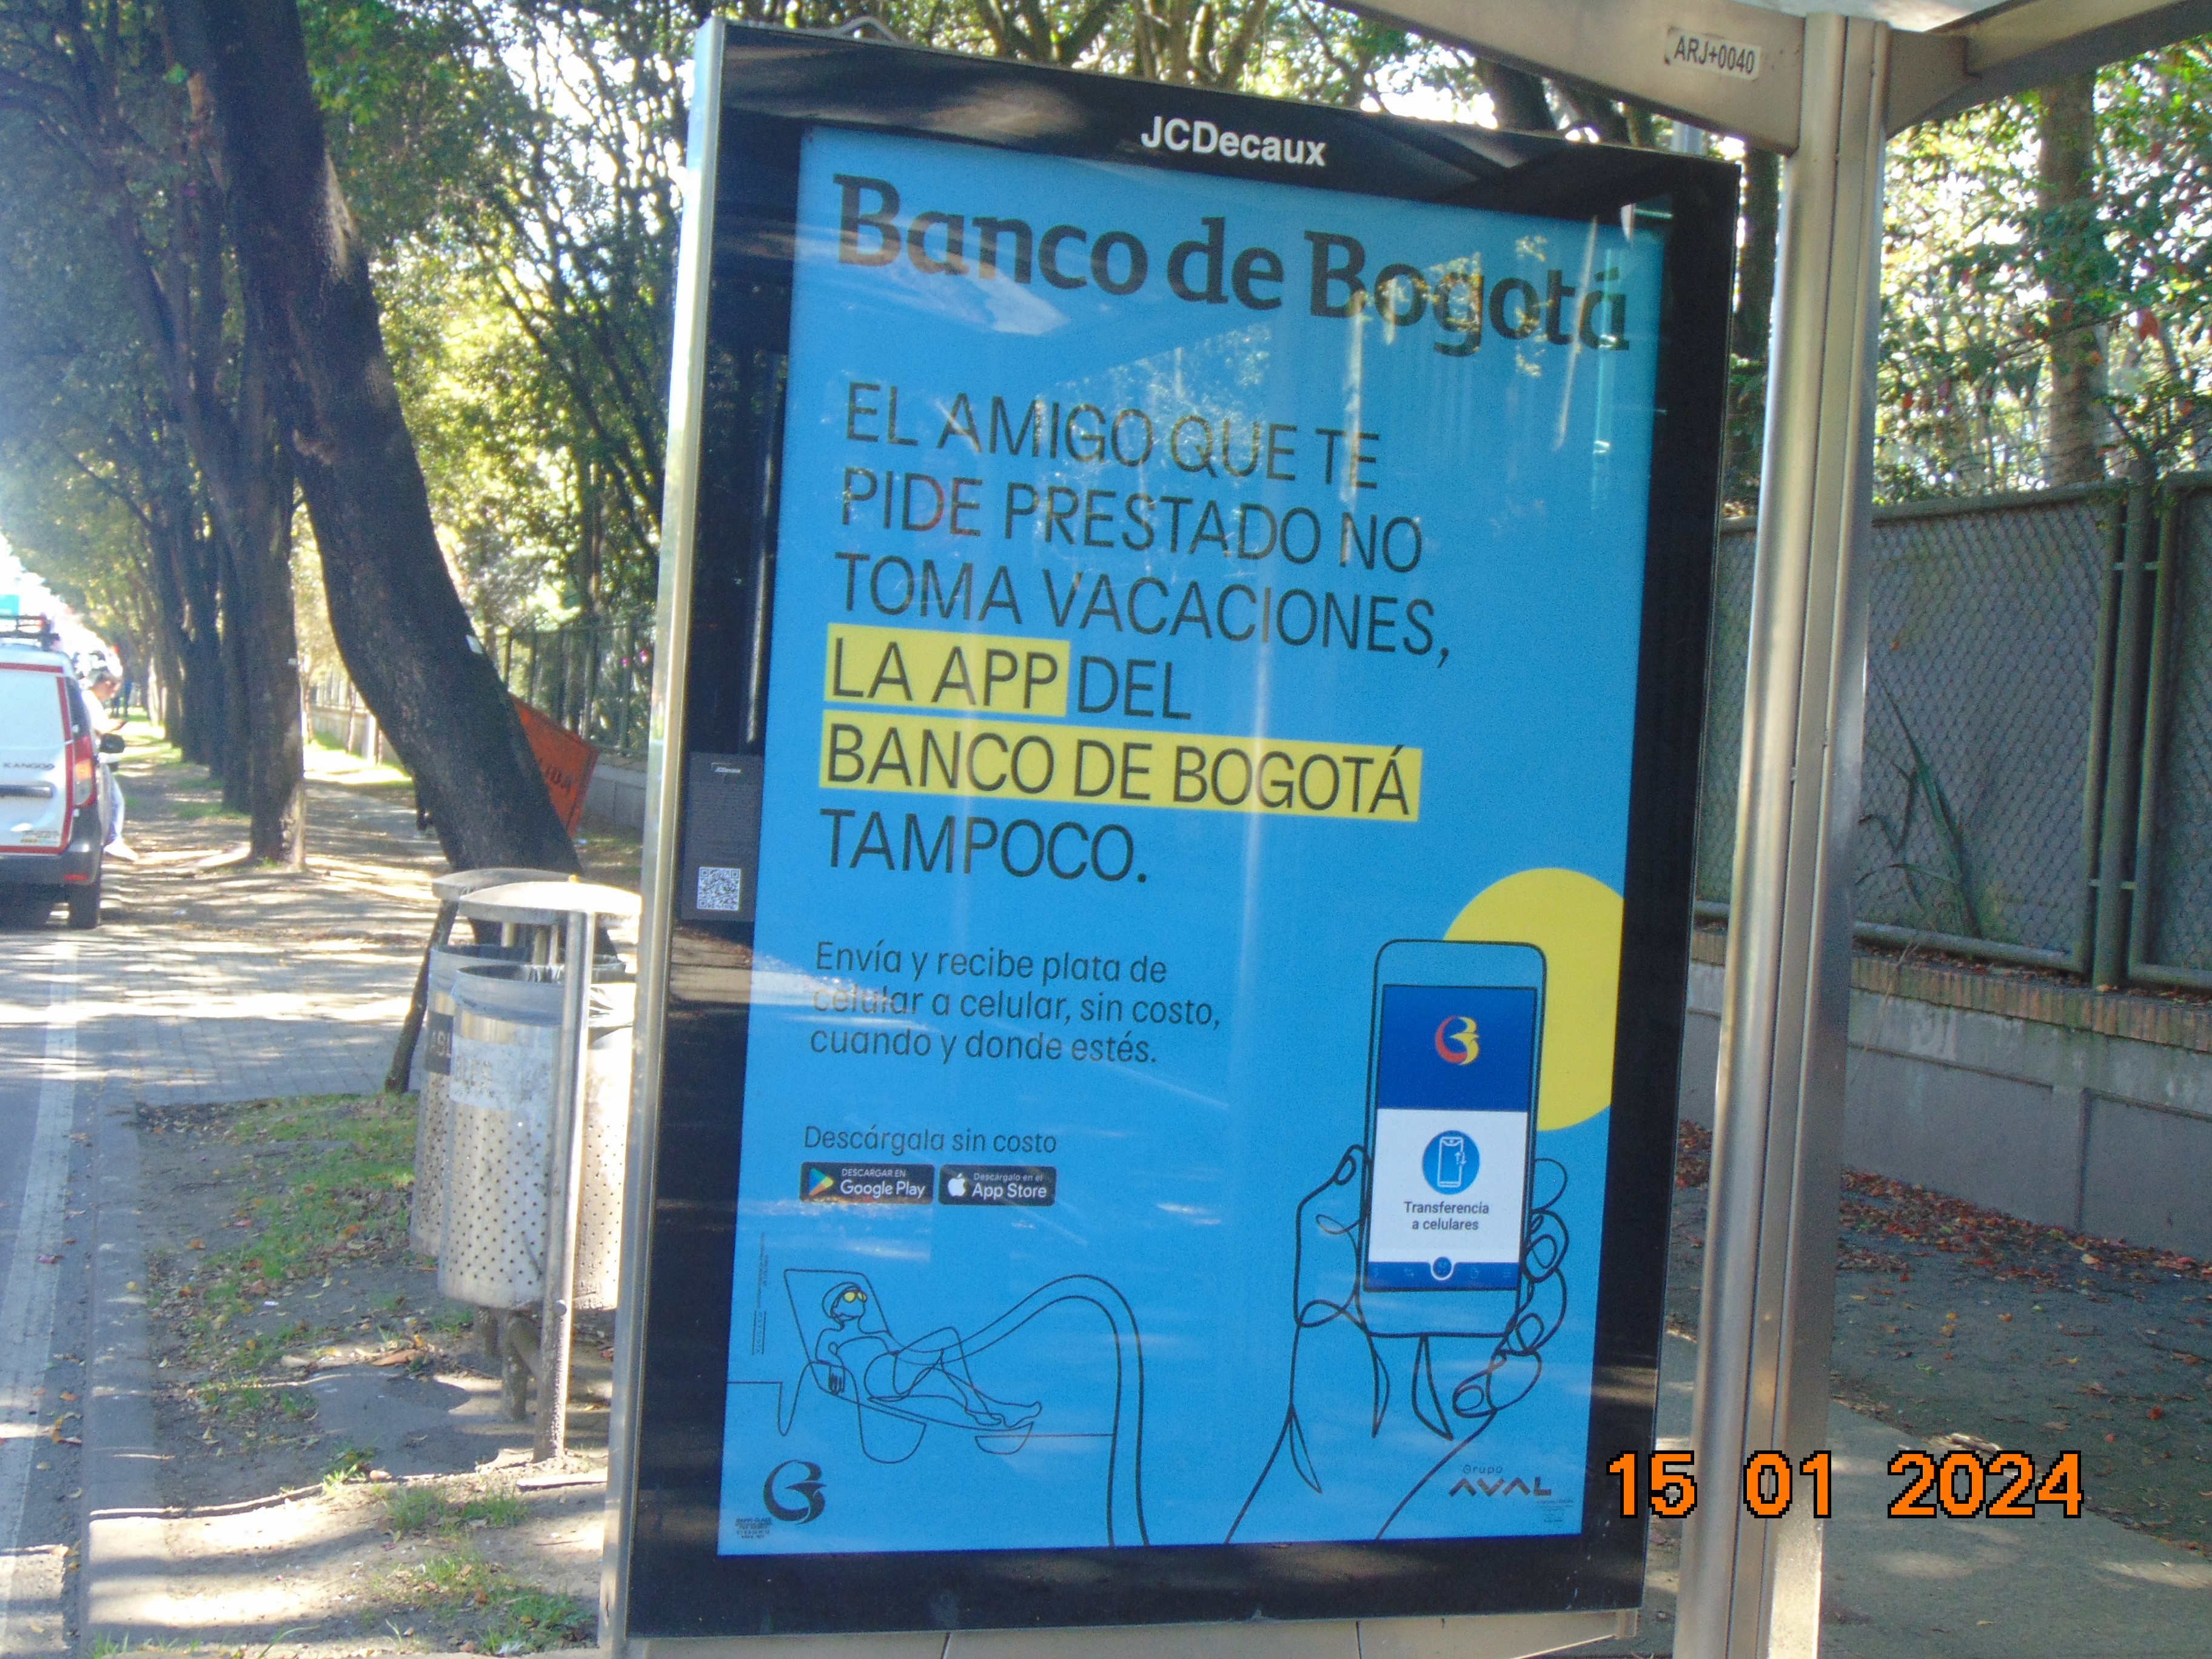 ARJ+0040
JCDecaux
Banco de Bogotá
EL AMIGO QUE TE
PIDE PRESTADO NO
TOMA VACACIONES,
LA APP DEL
BANCO DE BOGOTÁ
TAMPOCO.
Envía y recibe plata de
celular a celular, sin costo,
cuando y donde estés.
Descárgala sin costo
DESCARGAR EN
Google Play
Descárgalo en el
App Store
Transferencia
a celulares
Grupo
AVAL
JCDecaux
KANGOO
15 01 2024